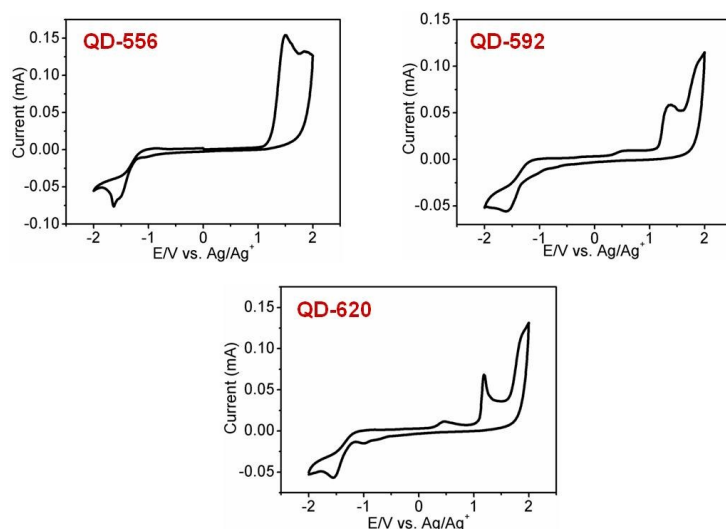 QD-556
0.15
0.10
0.05
0.00
-0.05
-0.10
Current (mA)
-2 -1 0 1 2
E/V vs. Ag/Ag⁺
QD-592
0.15
0.10
0.05
0.00
-0.05
Current (mA)
-2 -1 0 1 2
E/V vs. Ag/Ag⁺
QD-620
0.15
0.10
0.05
0.00
-0.05
Current (mA)
-2 -1 0 1 2
E/V vs. Ag/Ag⁺